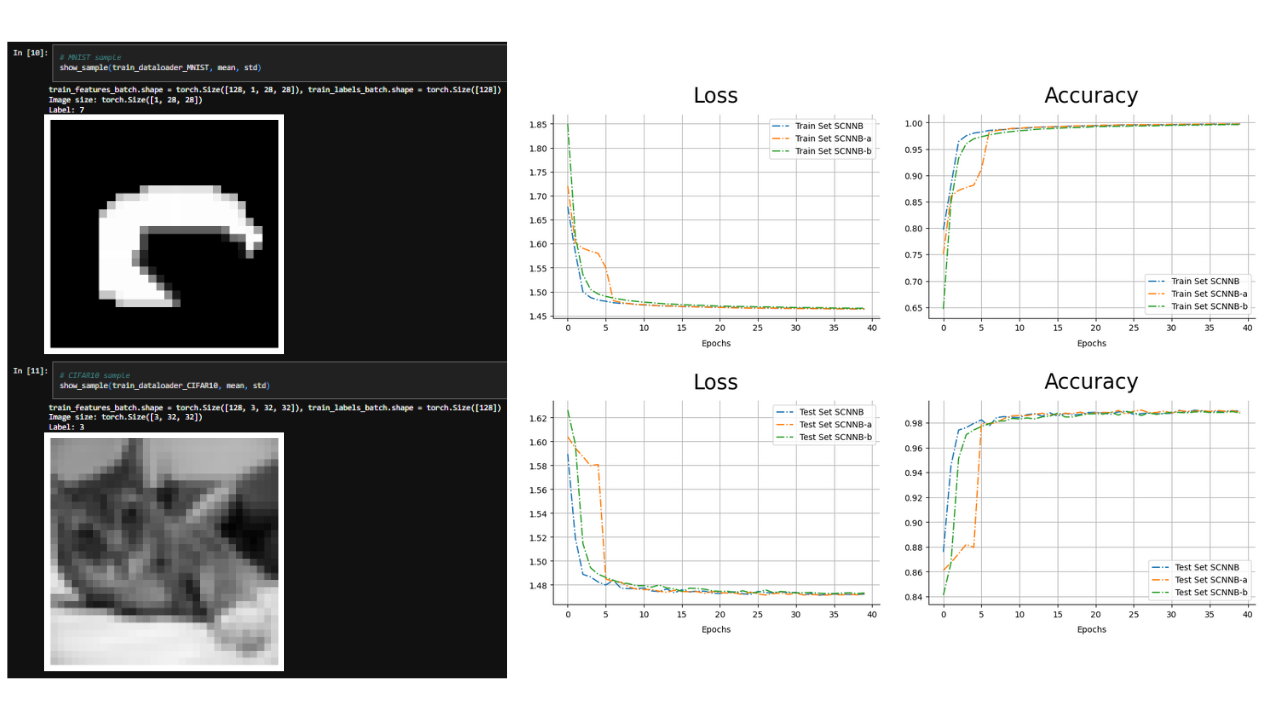 In [10]:
# MNIST sample
show_sample(train_dataloader_MNIST, mean, std)
train_features_batch.shape = torch.Size([128, 1, 28, 28]), train_labels_batch.shape = torch.Size([128])
Image size: torch.Size([1, 28, 28])
Label: 7
In [11]:
# CIFAR10 sample
show_sample(train_dataloader_CIFAR10, mean, std)
train_features_batch.shape = torch.Size([128, 3, 32, 32]), train_labels_batch.shape = torch.Size([128])
Image size: torch.Size([3, 32, 32])
Label: 3
Loss
1.85
1.80
1.75
1.70
1.65
1.60
1.55
1.50
1.45
Train Set SCNNB
Train Set SCNNB-a
Train Set SCNNB-b
0 5 10 15 20 25 30 35 40
Epochs
Accuracy
1.00
0.95
0.90
0.85
0.80
0.75
0.70
0.65
Train Set SCNNB
Train Set SCNNB-a
Train Set SCNNB-b
0 5 10 15 20 25 30 35 40
Epochs
Loss
1.62
1.60
1.58
1.56
1.54
1.52
1.50
1.48
Test Set SCNNB
Test Set SCNNB-a
Test Set SCNNB-b
0 5 10 15 20 25 30 35 40
Epochs
Accuracy
0.98
0.96
0.94
0.92
0.90
0.88
0.86
0.84
Test Set SCNNB
Test Set SCNNB-a
Test Set SCNNB-b
0 5 10 15 20 25 30 35 40
Epochs